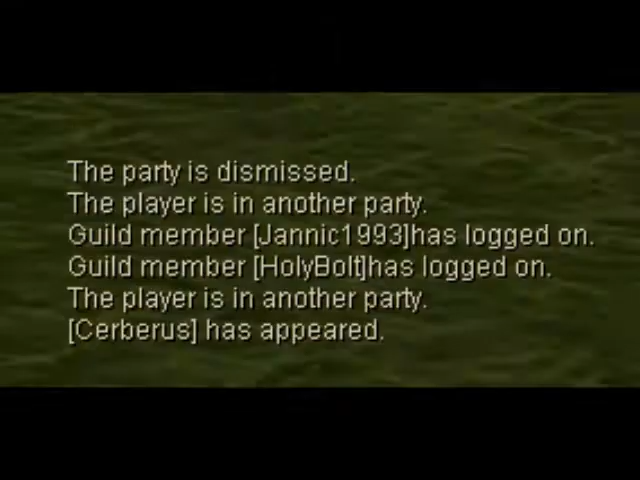 The party is dismissed.
The player is in another party.
Guild member [Jannic1993]has logged on.
Guild member [HolyBolt]has logged on.
The player is in another party.
[Cerberus] has appeared.